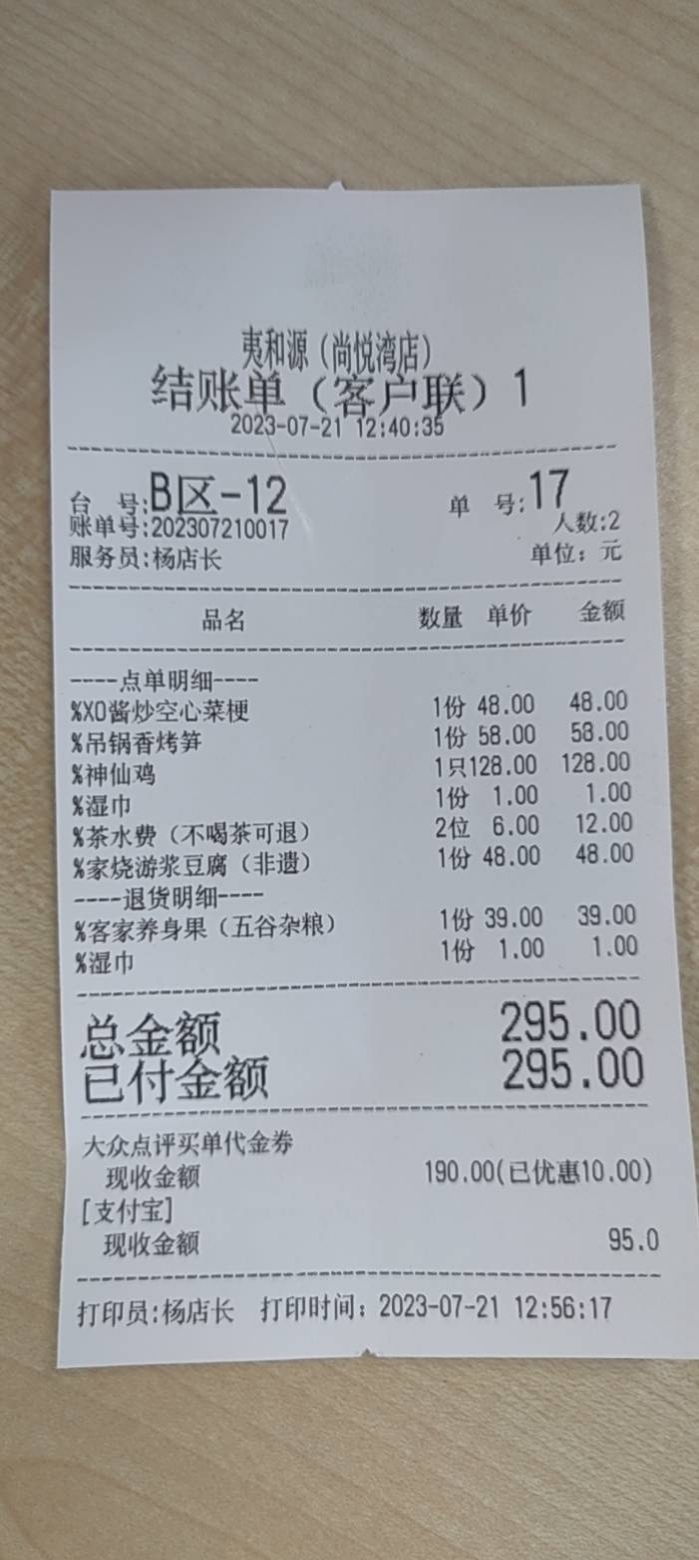 夷和源（尚悦湾店）
结账单（客户联）1
2023-07-21 12:40:35
台 号:B区-12 单 号:17
账单号:202307210017 人数:2
服务员:杨店长 单位：元
品名 数量 单价 金额
----点单明细----
%XO酱炒空心菜梗 1份 48.00 48.00
%吊锅香烤笋 1份 58.00 58.00
%神仙鸡 1只128.00 128.00
%湿巾 1份 1.00 1.00
%茶水费（不喝茶可退） 2位 6.00 12.00
%家烧游浆豆腐（非遗） 1份 48.00 48.00
----退货明细----
%客家养身果（五谷杂粮） 1份 39.00 39.00
%湿巾 1份 1.00 1.00
总金额 295.00
已付金额 295.00
大众点评买单代金券
现收金额 190.00(已优惠10.00)
[支付宝]
现收金额 95.0
打印员:杨店长 打印时间：2023-07-21 12:56:17